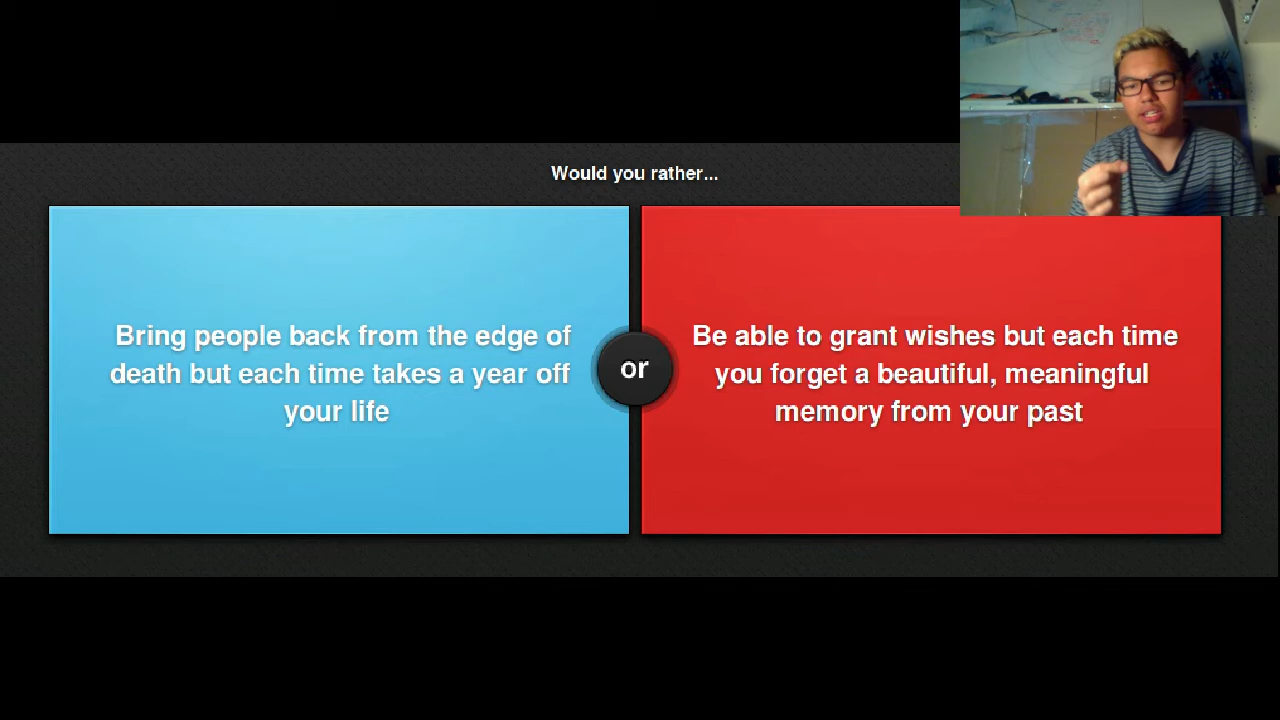 Would you rather...
Bring people back from the edge of
death but each time takes a year off
your life
or
Be able to grant wishes but each time
you forget a beautiful, meaningful
memory from your past